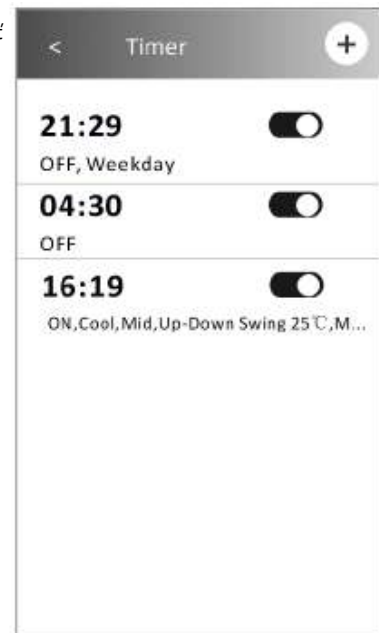 < Timer +
21:29
OFF, Weekday
04:30
OFF
16:19
ON,Cool,Mid,Up-Down Swing 25℃,M...